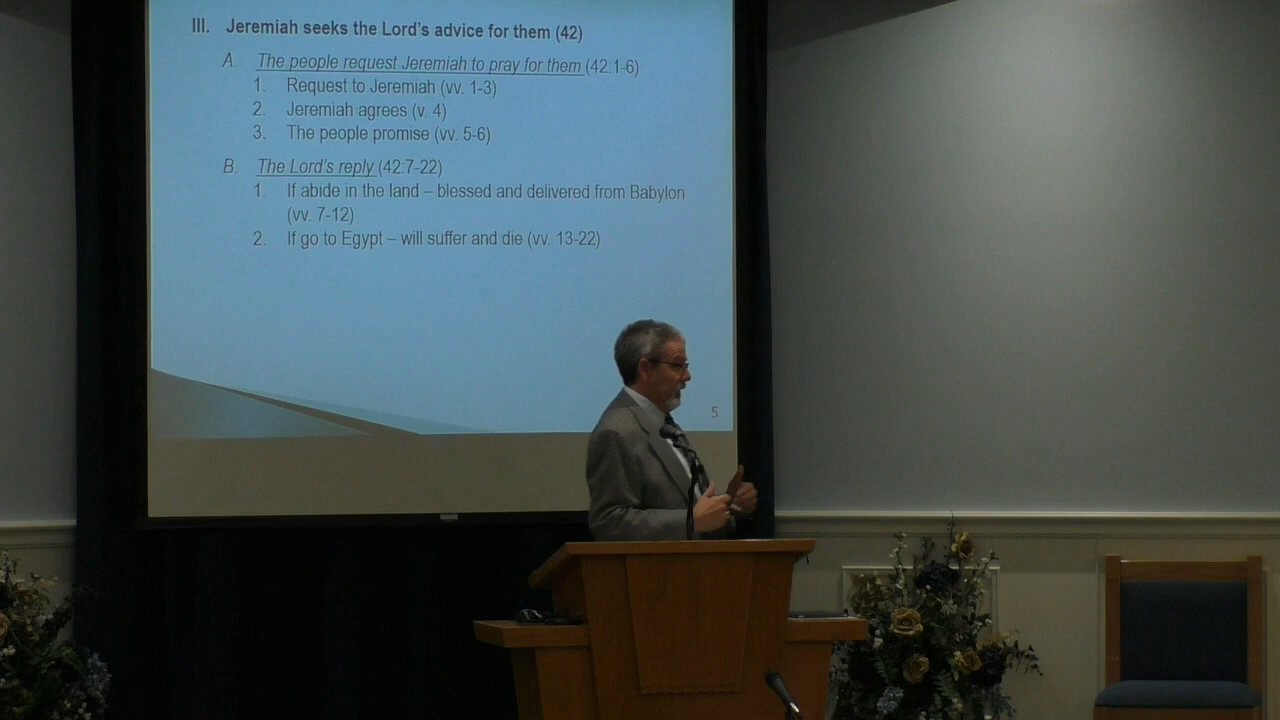 III. Jeremiah seeks the Lord's advice for them (42)
A. The people request Jeremiah to pray for them (42:1-6)
1. Request to Jeremiah (vv. 1-3)
2. Jeremiah agrees (v. 4)
3. The people promise (vv. 5-6)
B. The Lord's reply (42:7-22)
1. If abide in the land – blessed and delivered from Babylon
(vv. 7-12)
2. If go to Egypt – will suffer and die (vv. 13-22)
5